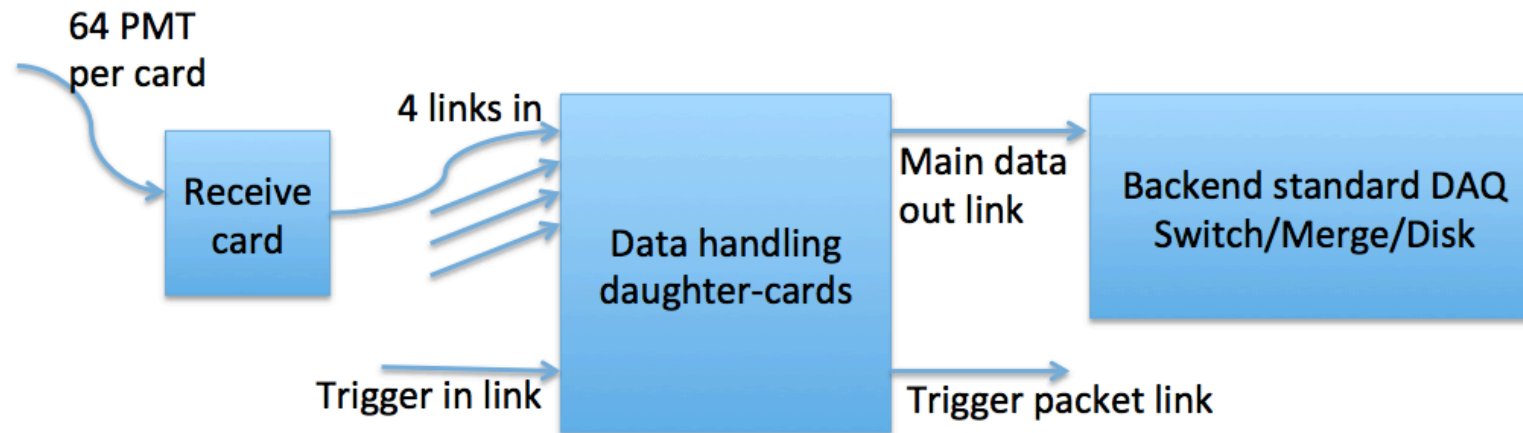 64 PMT
per card
4 links in
Receive
card
Data handling
daughter-cards
Main data
out link
Backend standard DAQ
Switch/Merge/Disk
Trigger in link
Trigger packet link